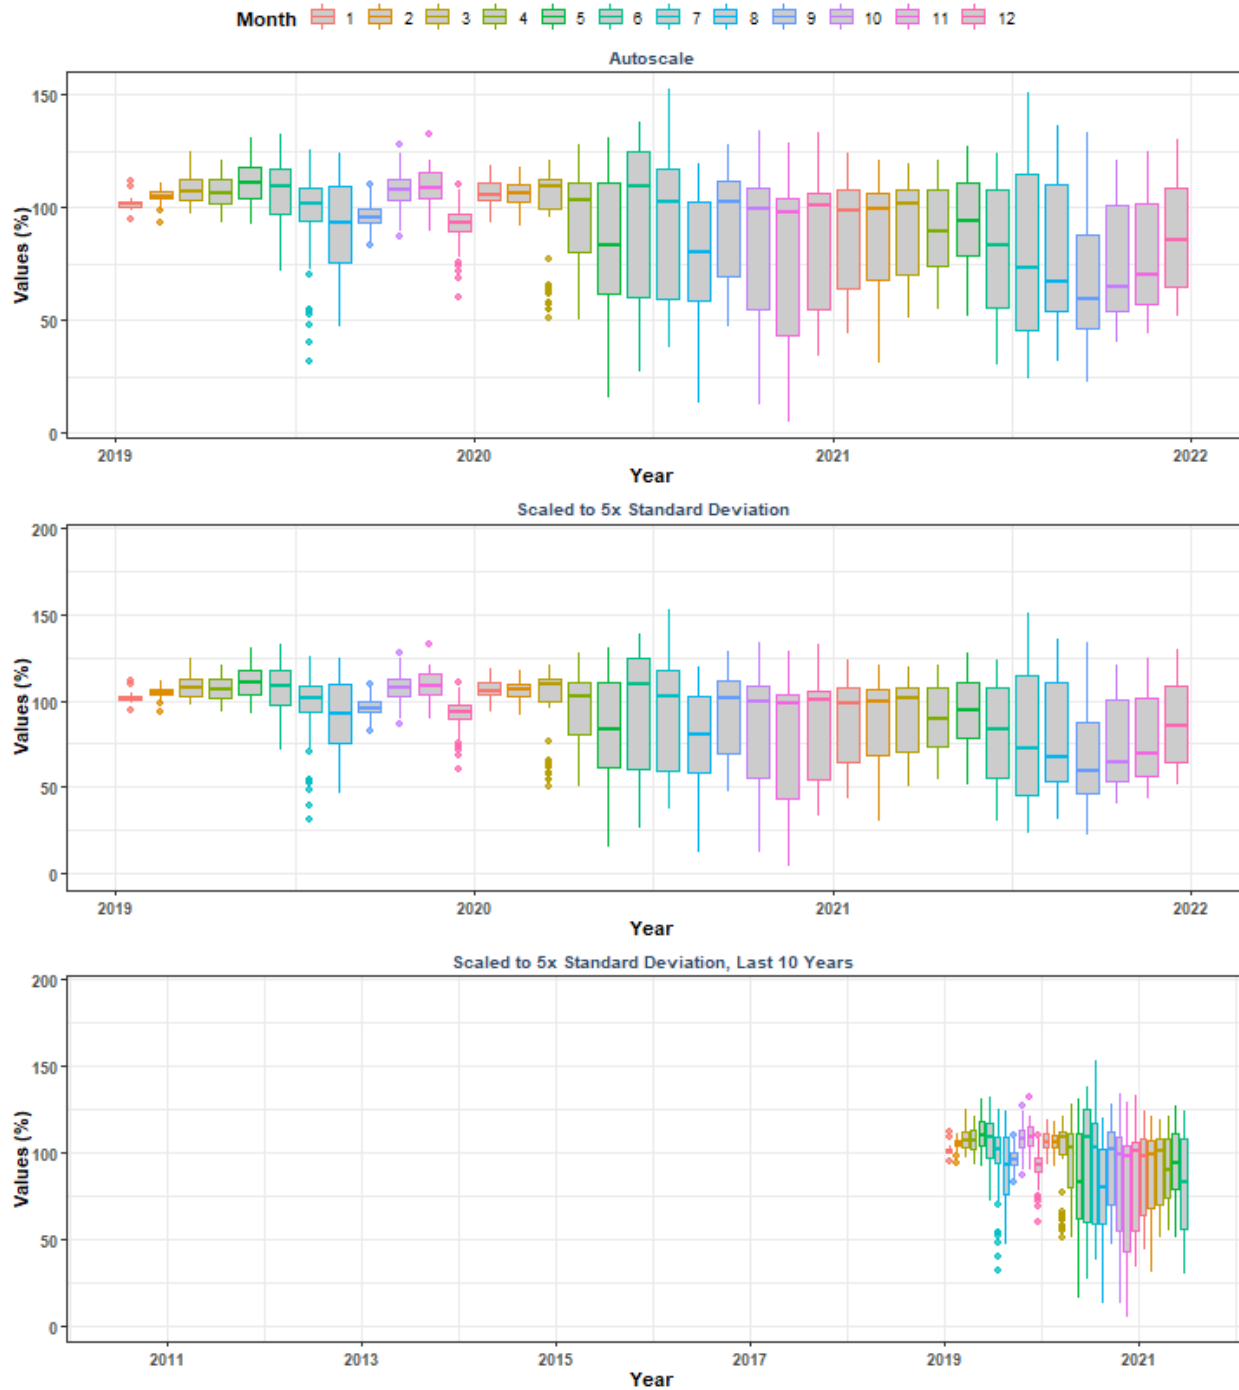 Month 1 2 3 4 5 6 7 8 9 10 11 12
Autoscale
Values (%)
150
100
50
0
2019 2020 2021 2022
Year
Scaled to 5x Standard Deviation
Values (%)
200
150
100
50
0
2019 2020 2021 2022
Year
Scaled to 5x Standard Deviation, Last 10 Years
Values (%)
200
150
100
50
0
2011 2013 2015 2017 2019 2021
Year